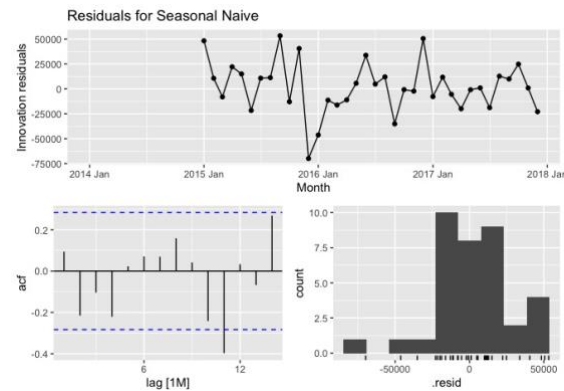 Residuals for Seasonal Naive
Innovation residuals
50000
25000
0
-25000
-50000
-75000
2014 Jan 2015 Jan 2016 Jan 2017 Jan 2018 Jan
Month
acf
0.2
0.0
-0.2
-0.4
6 12
lag [1M]
count
10.0
7.5
5.0
2.5
0.0
-50000 0 50000
.resid